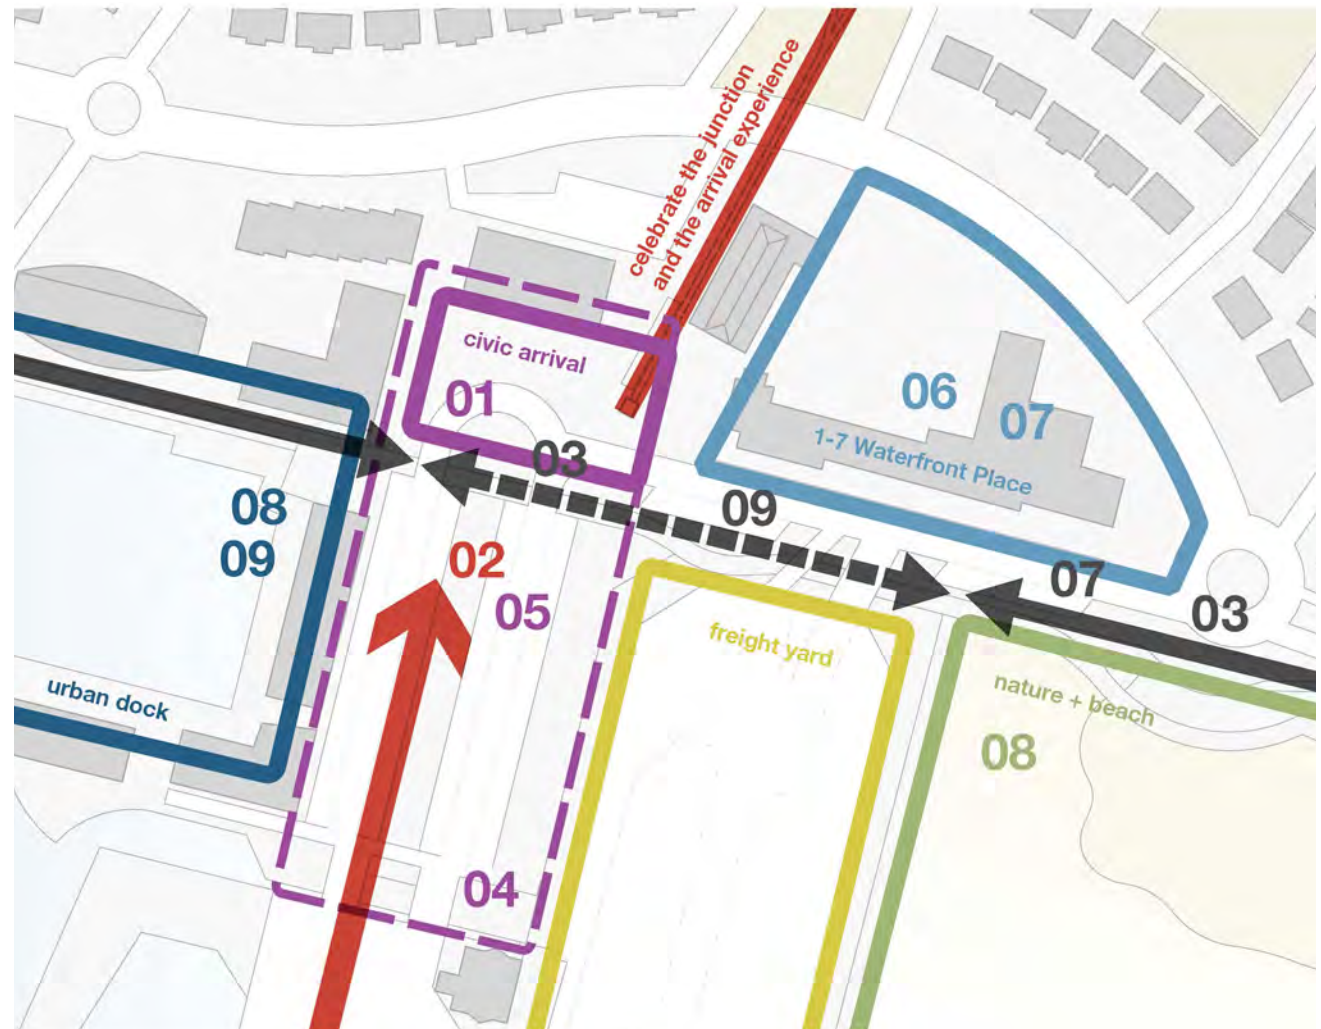 celebrate the junction
and the arrival experience
civic arrival
01
03
06
07
1-7 Waterfront Place
08
09
09
02
05
07
03
freight yard
nature + beach
urban dock
08
04